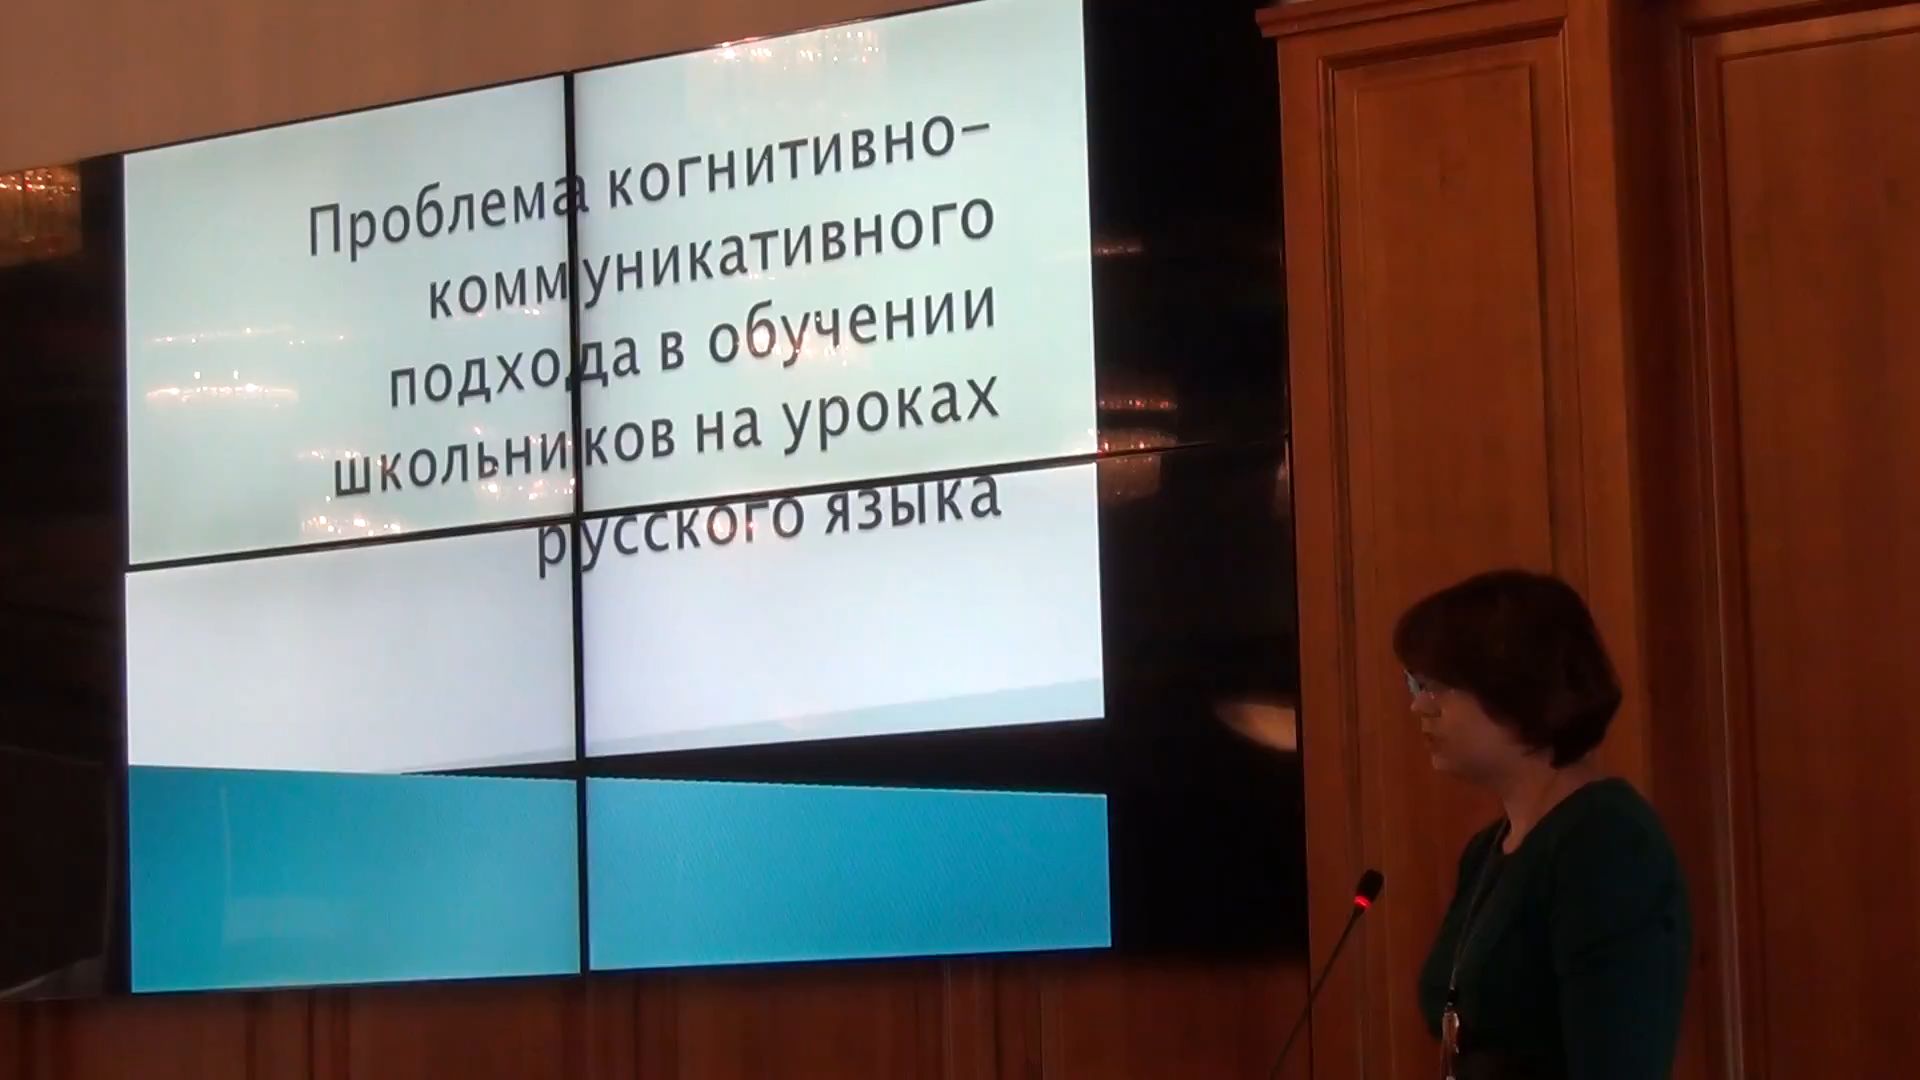 Проблема когнитивно-
коммуникативного
подхода в обучении
школьников на уроках
русского языка